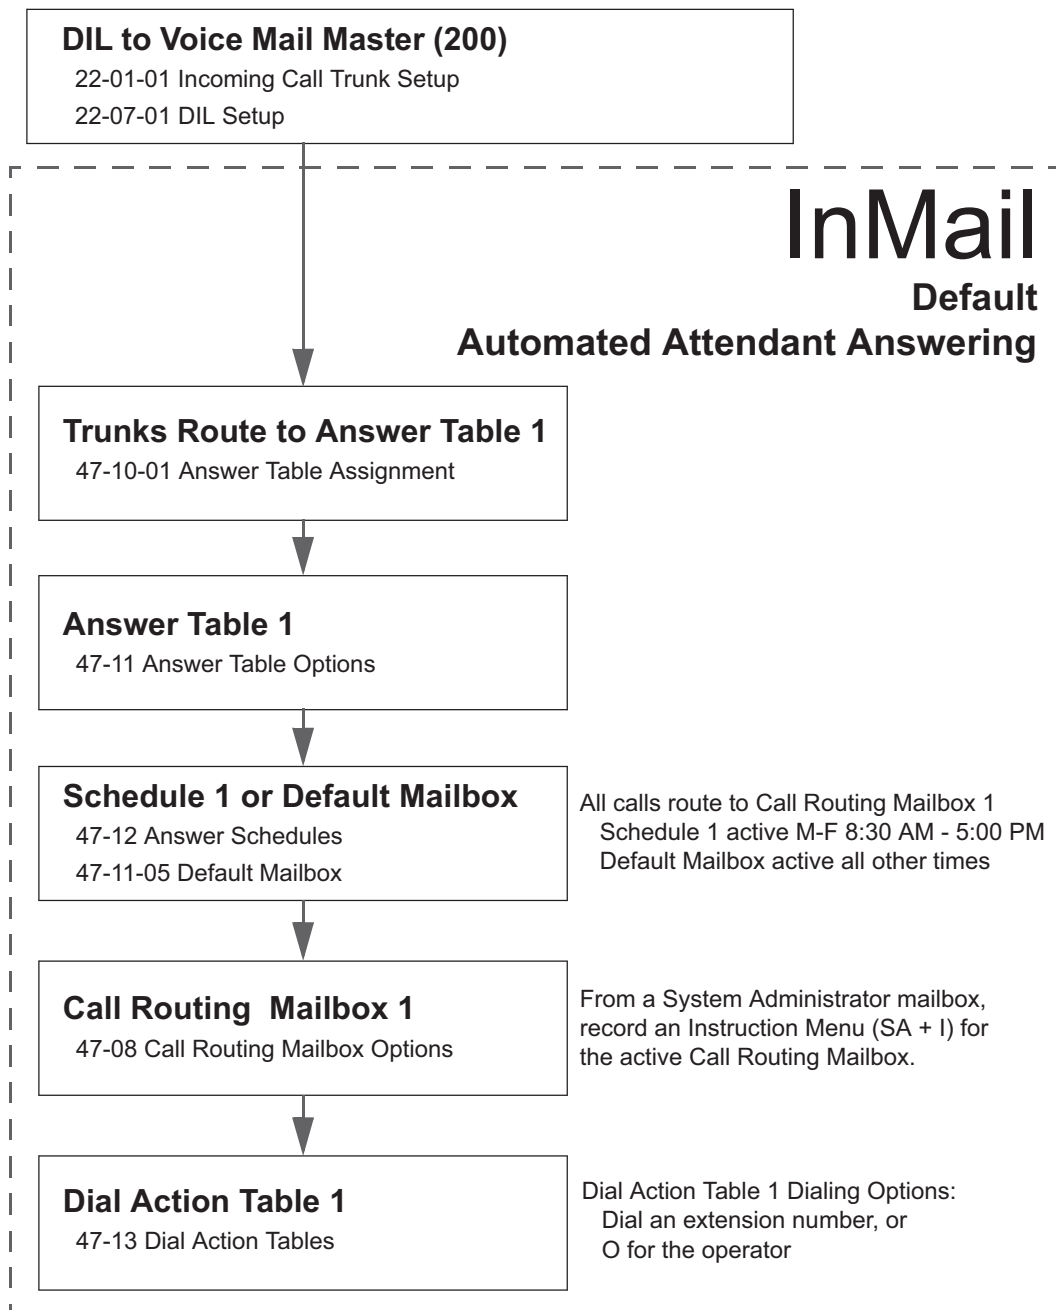 DIL to Voice Mail Master (200)
22-01-01 Incoming Call Trunk Setup
22-07-01 DIL Setup
InMail
Default
Automated Attendant Answering
Trunks Route to Answer Table 1
47-10-01 Answer Table Assignment
Answer Table 1
47-11 Answer Table Options
Schedule 1 or Default Mailbox
47-12 Answer Schedules
47-11-05 Default Mailbox
All calls route to Call Routing Mailbox 1
Schedule 1 active M-F 8:30 AM - 5:00 PM
Default Mailbox active all other times
Call Routing Mailbox 1
47-08 Call Routing Mailbox Options
From a System Administrator mailbox,
record an Instruction Menu (SA + I) for
the active Call Routing Mailbox.
Dial Action Table 1
47-13 Dial Action Tables
Dial Action Table 1 Dialing Options:
Dial an extension number, or
O for the operator